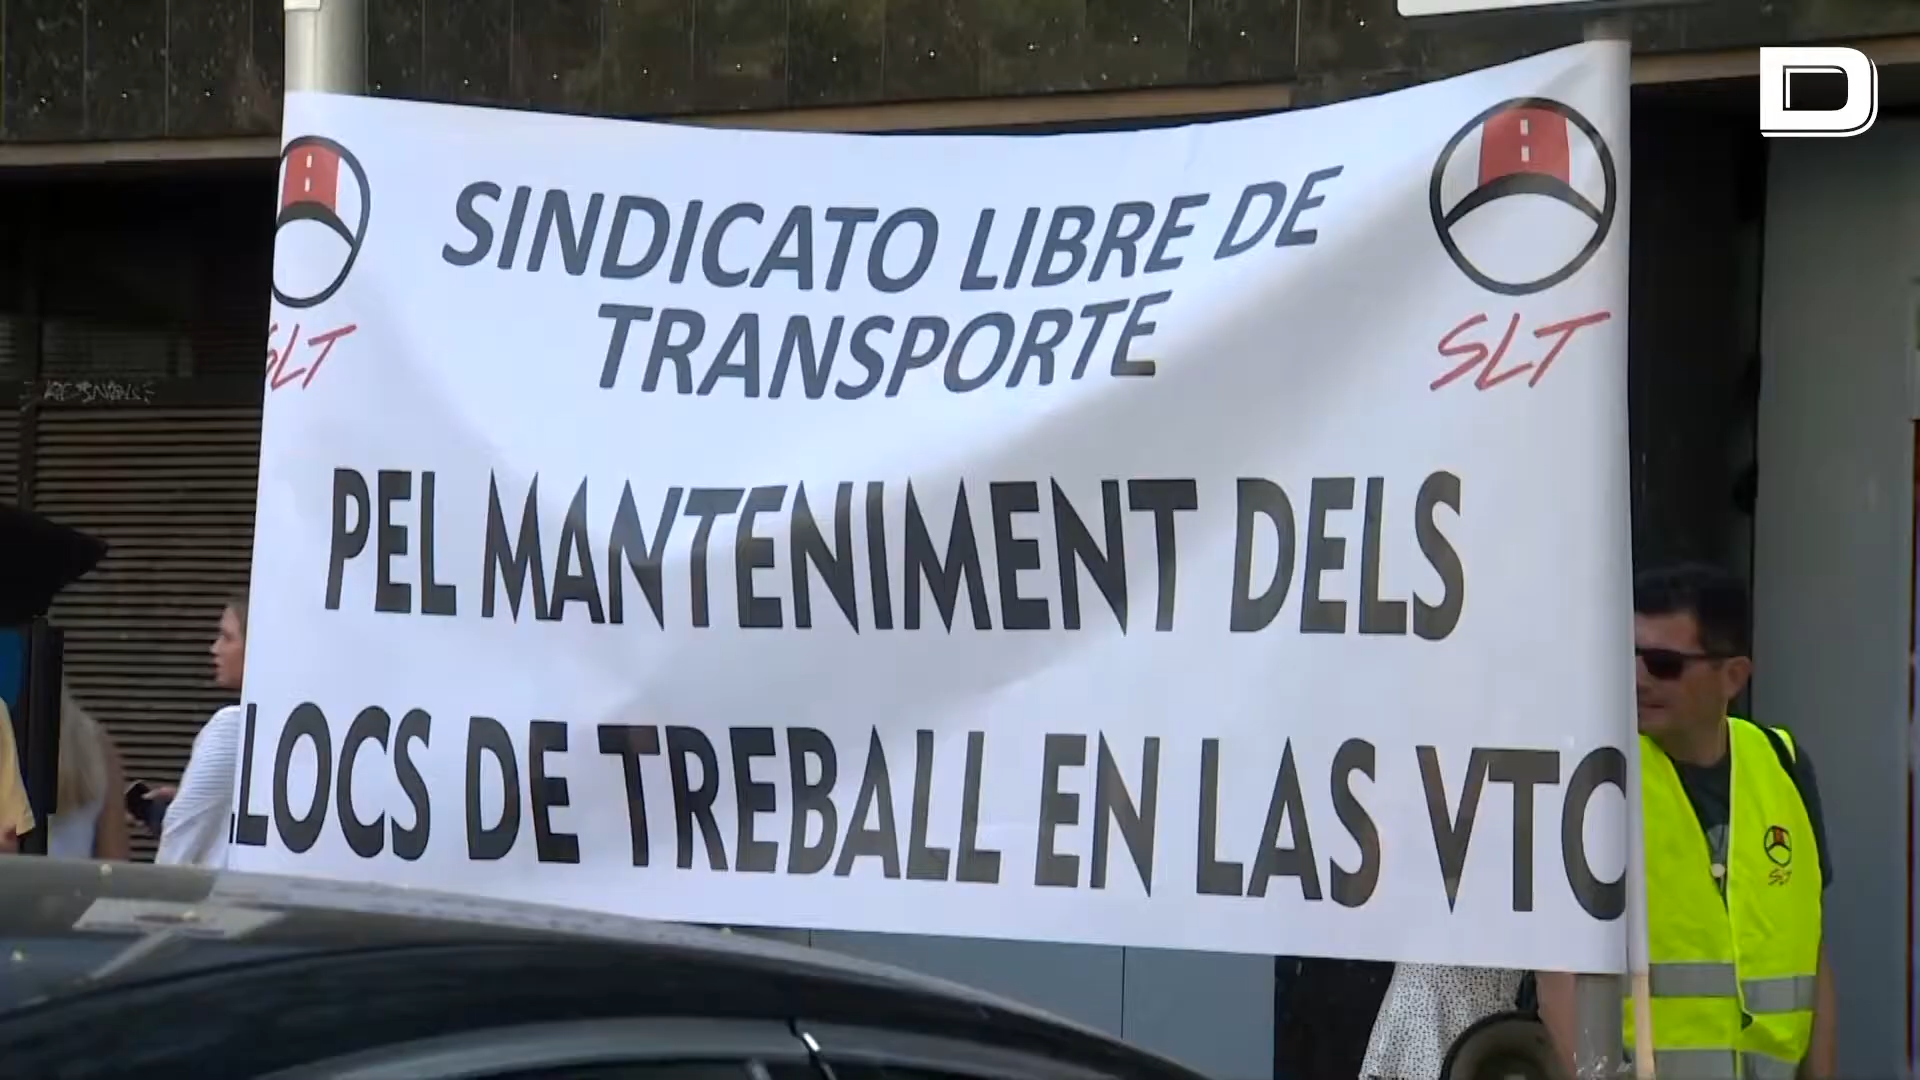 SINDICATO LIBRE DE
TRANSPORTE
SLT
SLT
PEL MANTENIMENT DELS
LLOCS DE TREBALL EN LAS VTC
SLT
D